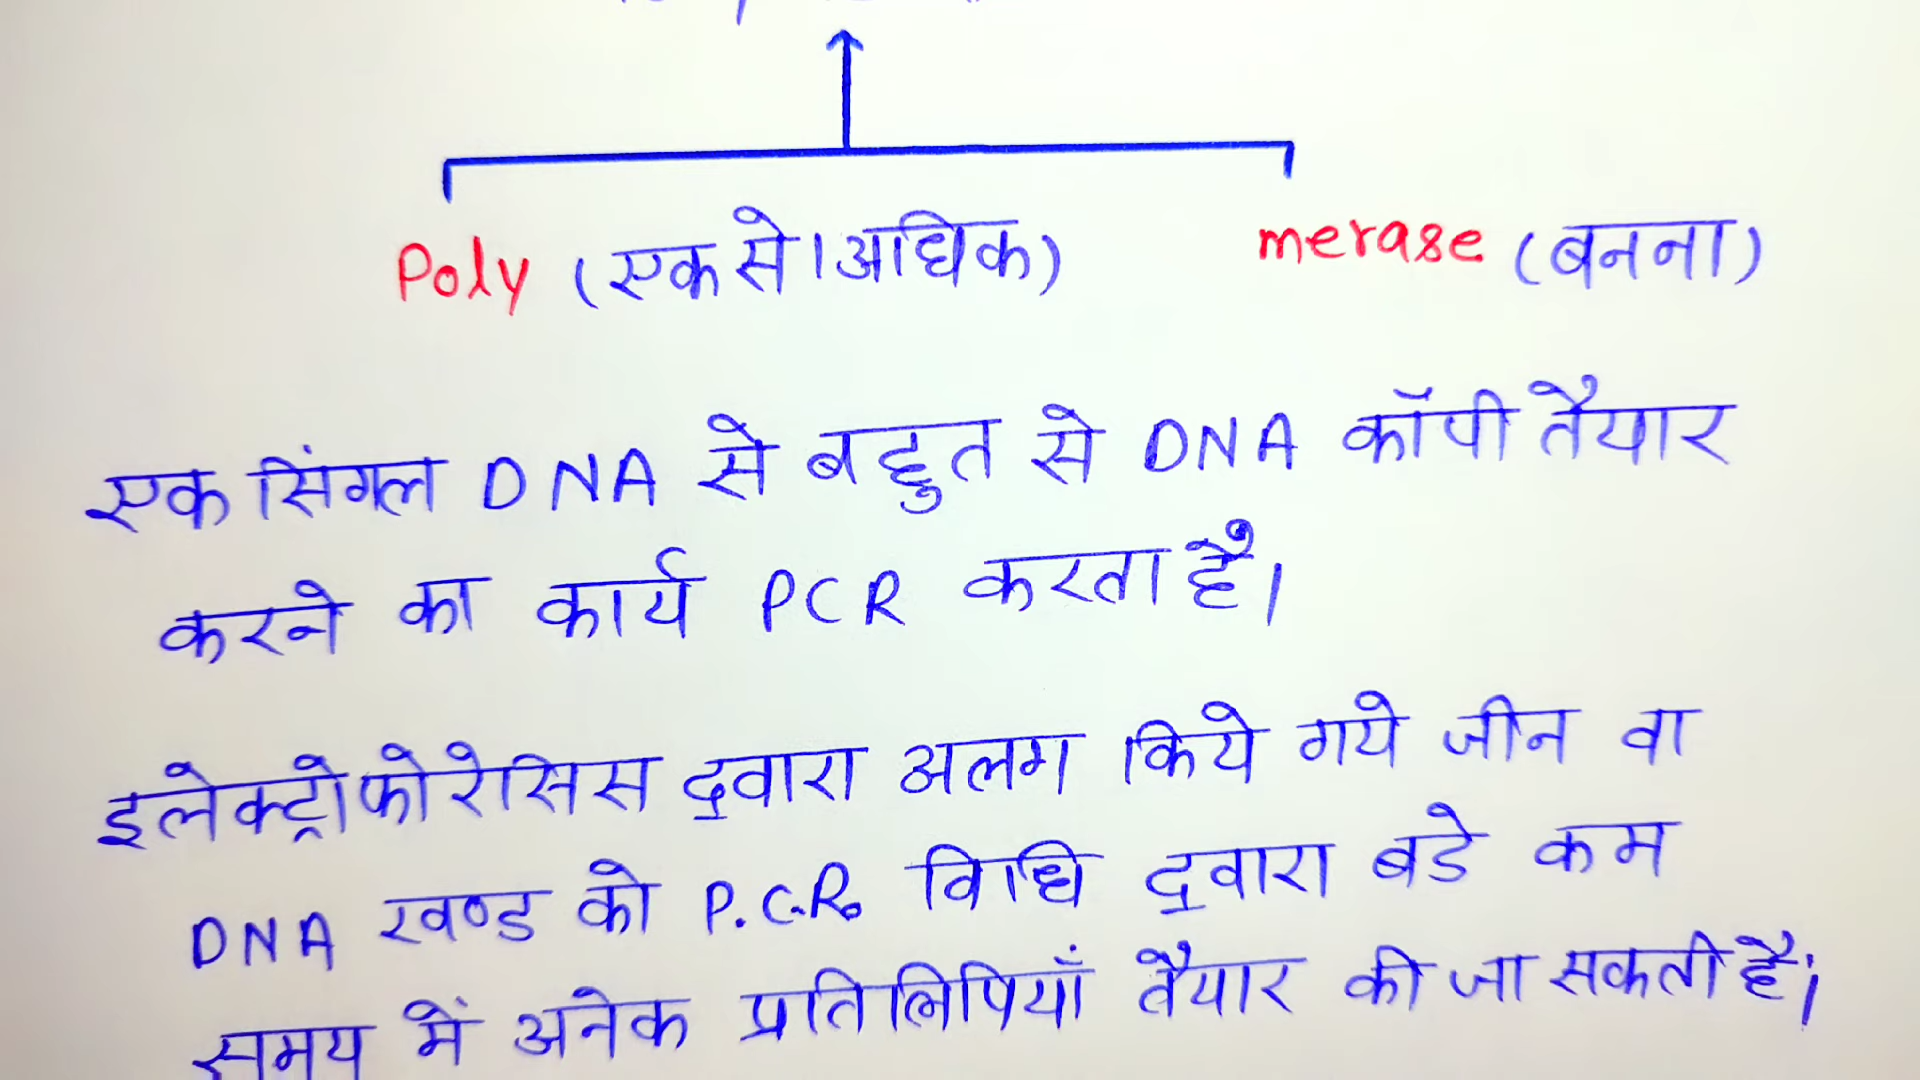 Poly (एक से अधिक) merase (बनना)
एक सिंगल DNA से बहुत से DNA कॉपी तैयार
करने का कार्य PCR करता है।
इलेक्ट्रोफोरेसिस द्वारा अलग किये गये जीन वा
DNA खण्ड को P.C.R. विधि द्वारा बडे कम
समय में अनेक प्रतिलिपियाँ तैयार की जा सकती है।